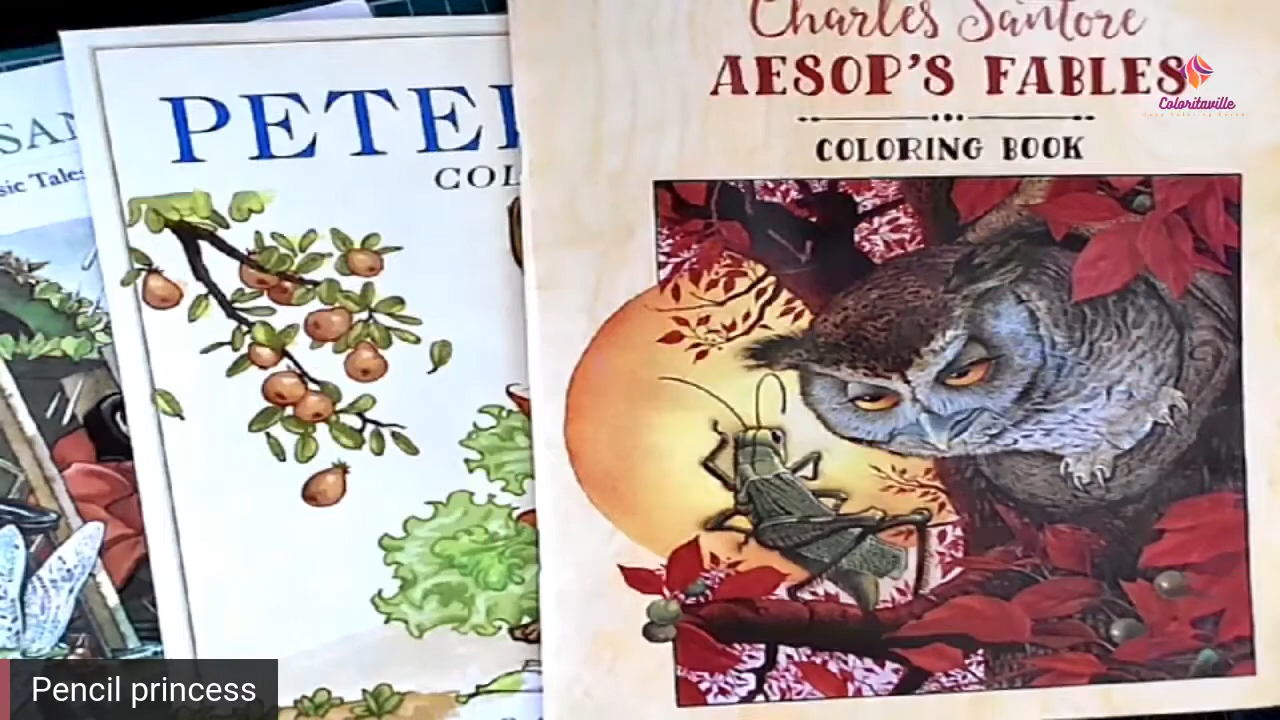 SAN
sic Tales
PETE
COL
Charles Santore
AESOP'S FABLES
COLORING BOOK
Coloritaville
Pencil princess